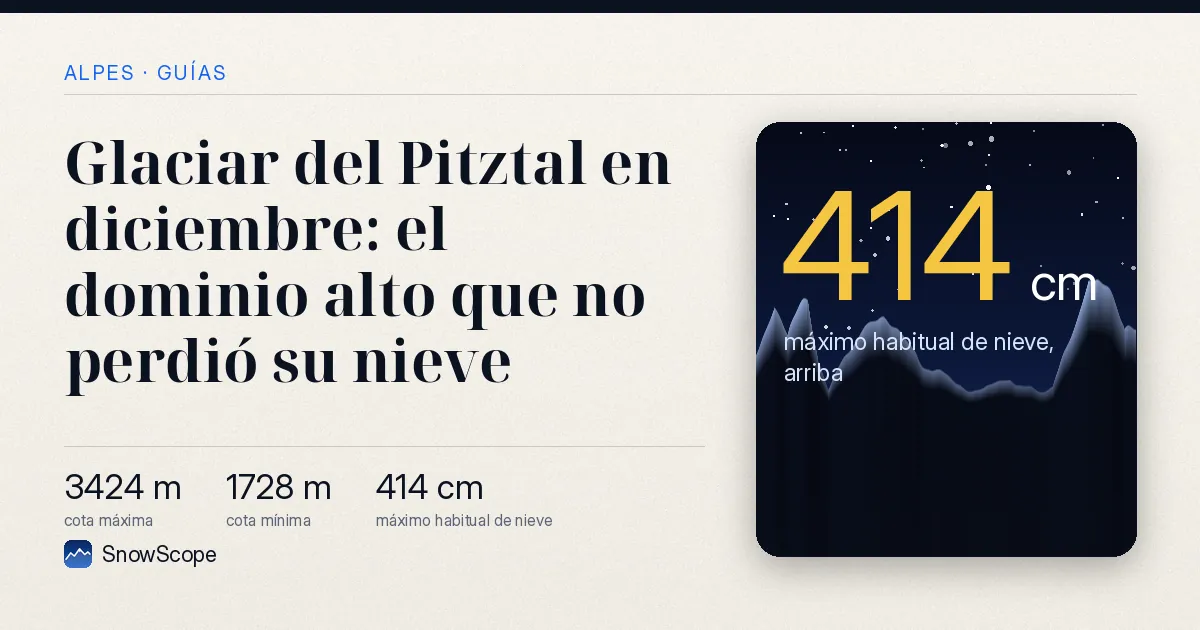 ALPES · GUÍAS
Glaciar del Pitztal en
diciembre: el
dominio alto que no
perdió su nieve
414 cm
máximo habitual de nieve,
arriba
3424 m
cota máxima
1728 m
cota mínima
414 cm
máximo habitual de nieve
SnowScope